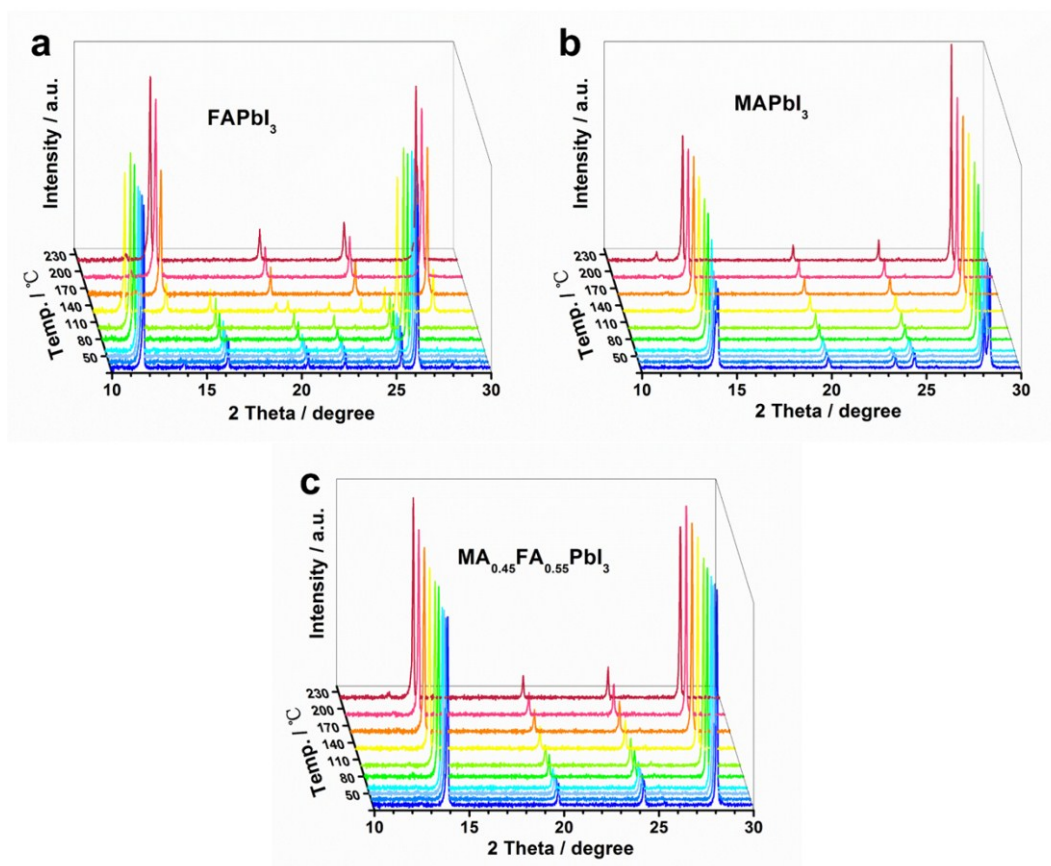 a
FAPbI₃
Intensity / a.u.
Temp. / ℃
230
200
170
140
110
80
50
10 15 20 25 30
2 Theta / degree
b
MAPbI₃
Intensity / a.u.
Temp. / ℃
230
200
170
140
110
80
50
10 15 20 25 30
2 Theta / degree
c
MA₀.₄₅FA₀.₅₅PbI₃
Intensity / a.u.
Temp. / ℃
230
200
170
140
110
80
50
10 15 20 25 30
2 Theta / degree